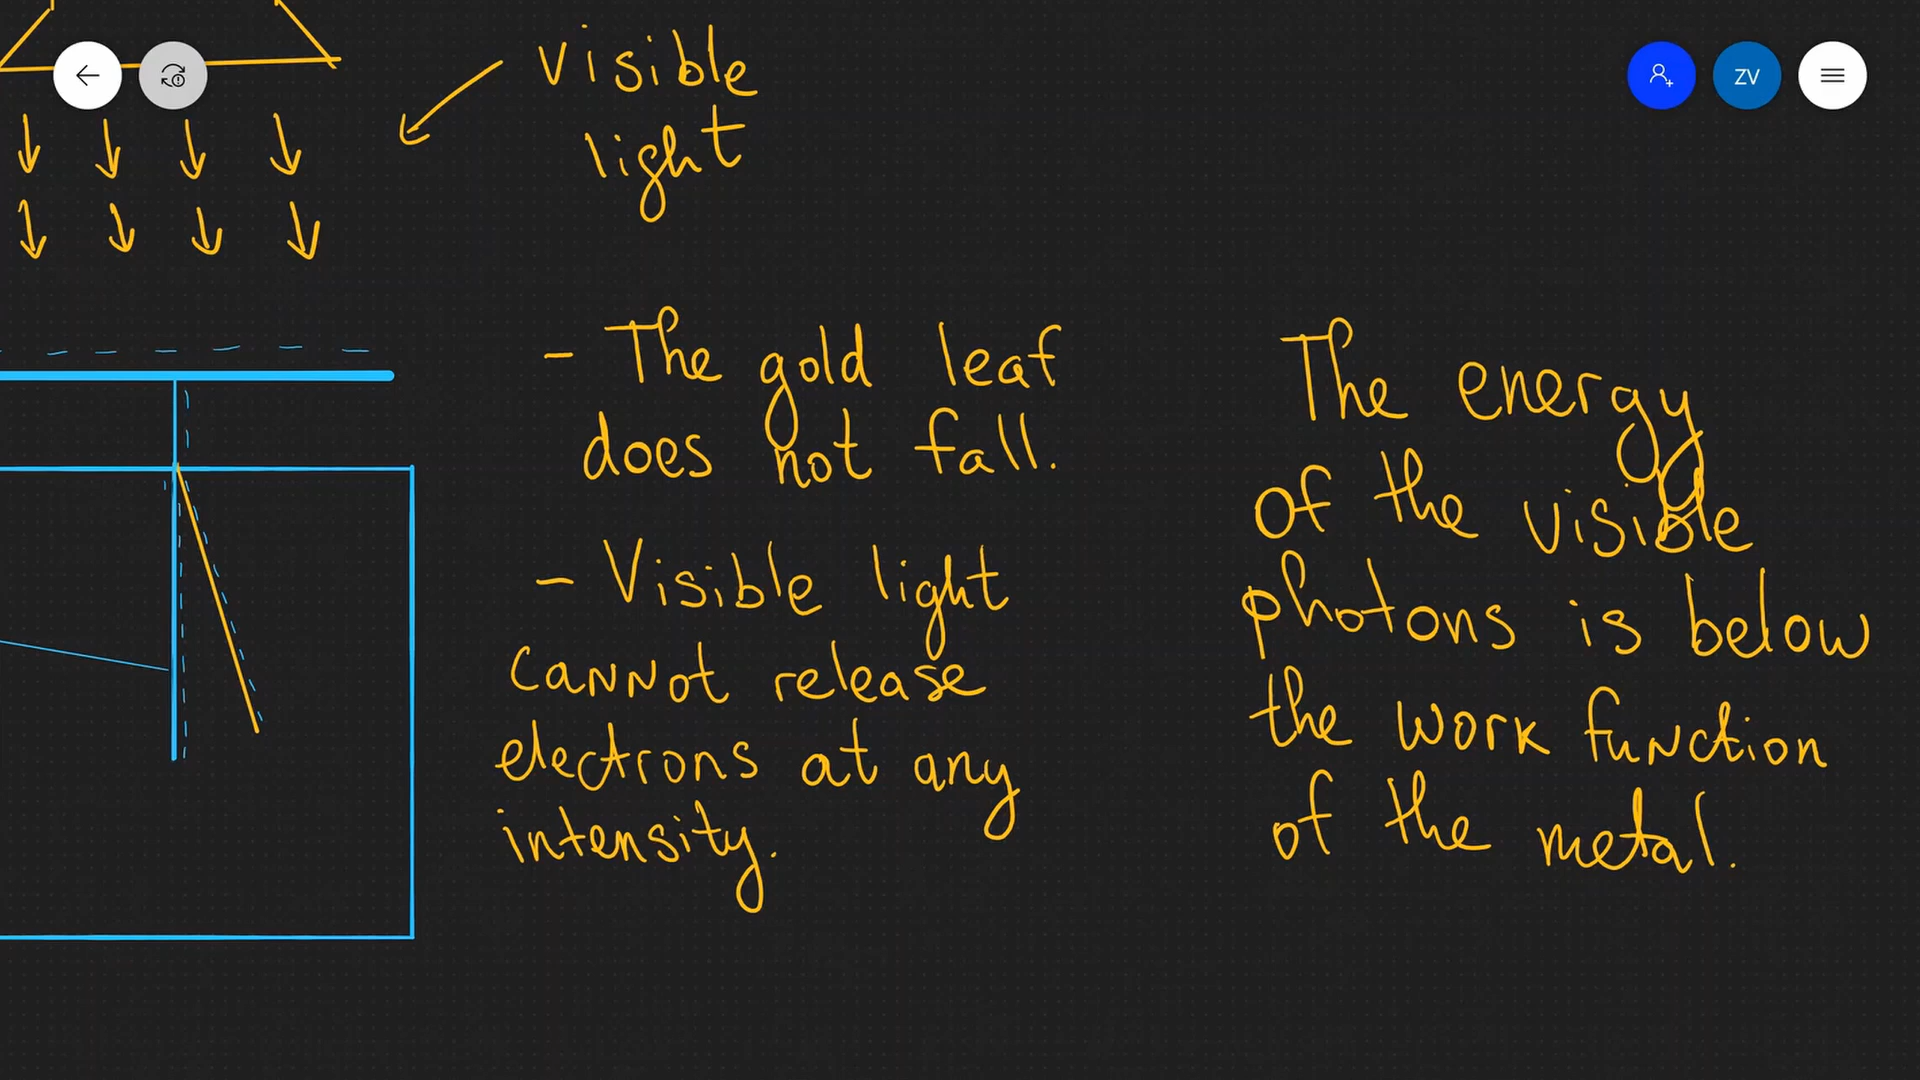 visible
light
ZV
- The gold leaf
does not fall.
- Visible light
cannot release
electrons at any
intensity.
The energy
of the visible
photons is below
the work function
of the metal.